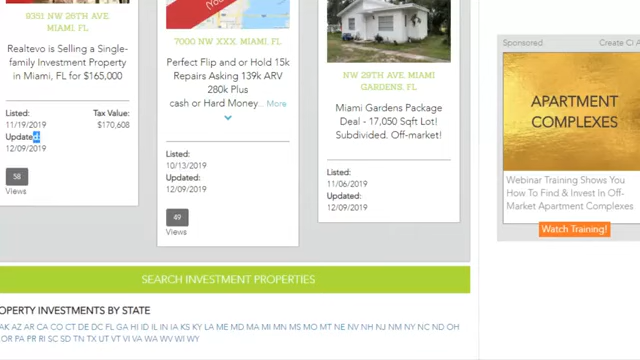 9351 NW 26TH AVE
MIAMI, FL
Realtevo is Selling a Single-
family Investment Property
in Miami, FL for $165,000
Listed:
Tax Value:
11/19/2019
$170,608
Updated:
12/09/2019
58
Views
(You
7000 NW XXX, MIAMI, FL
Perfect Flip and or Hold 15k
Repairs Asking 139k ARV
280k Plus
cash or Hard Money... More
Listed:
10/13/2019
Updated:
12/09/2019
49
Views
NW 29TH AVE, MIAMI
GARDENS, FL
Miami Gardens Package
Deal - 17,050 Sqft Lot!
Subdivided. Off-market!
Listed:
11/06/2019
Updated:
12/09/2019
Sponsored
Create
APARTMENT
COMPLEXES
Webinar Training Shows You
How To Find & Invest In Off-
Market Apartment Complexes
Watch Training!
SEARCH INVESTMENT PROPERTIES
OPERTY INVESTMENTS BY STATE
AK AZ AR CA CO CT DE DC FL GA HI ID IL IN IA KS KY LA ME MD MA MI MN MS MO MT NE NV NH NJ NM NY NC ND OH
OR PA PR RI SC SD TN TX UT VT VI VA WA WV WI WY